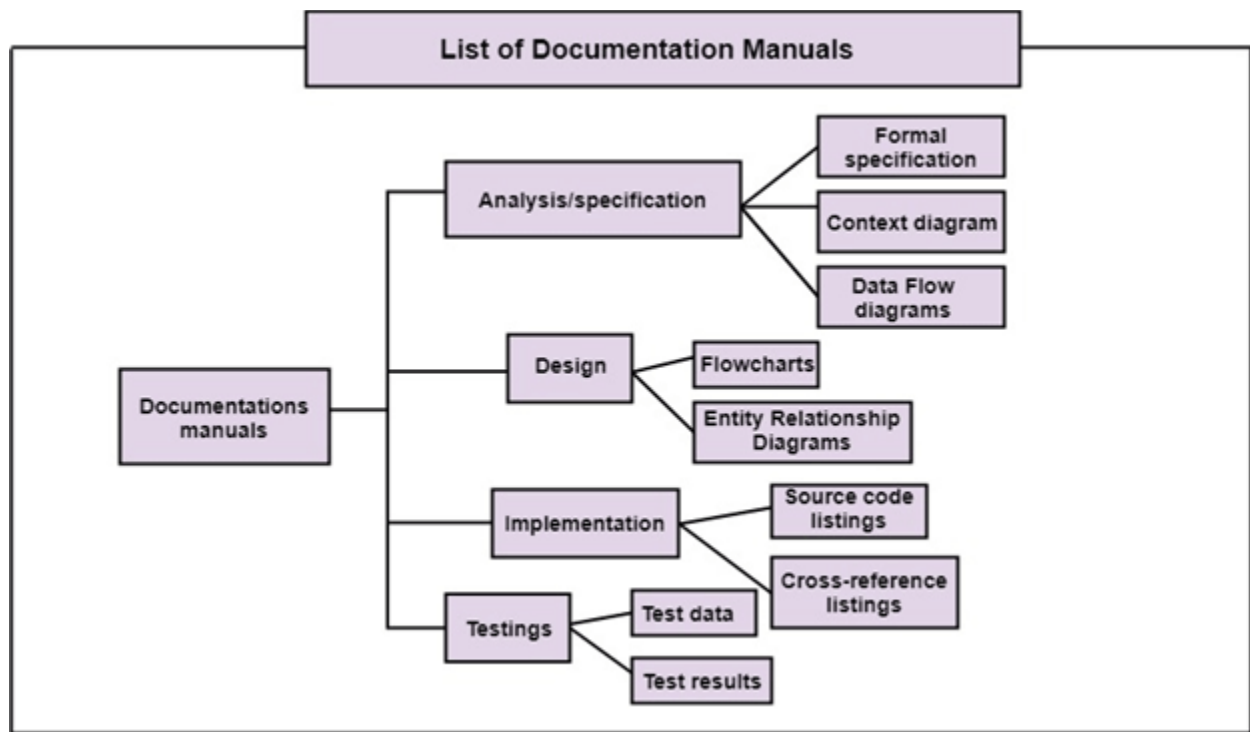 List of Documentation Manuals
Analysis/specification
Formal
specification
Context diagram
Data Flow
diagrams
Documentations
manuals
Design
Flowcharts
Entity Relationship
Diagrams
Implementation
Source code
listings
Cross-reference
listings
Testings
Test data
Test results